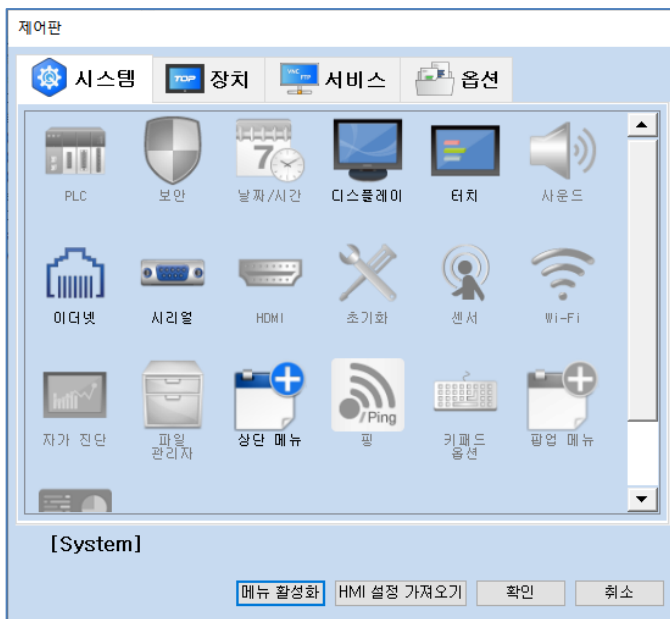 제어판
시스템
TOP
장치
VNC
FTP
서비스
옵션
7
PLC
보안
날짜/시간
디스플레이
터치
사운드
이더넷
시리얼
HDMI
초기화
센서
Wi-Fi
/Ping
자가 진단
파일
관리자
상단 메뉴
핑
키패드
옵션
팝업 메뉴
[System]
메뉴 활성화
HMI 설정 가져오기
확인
취소